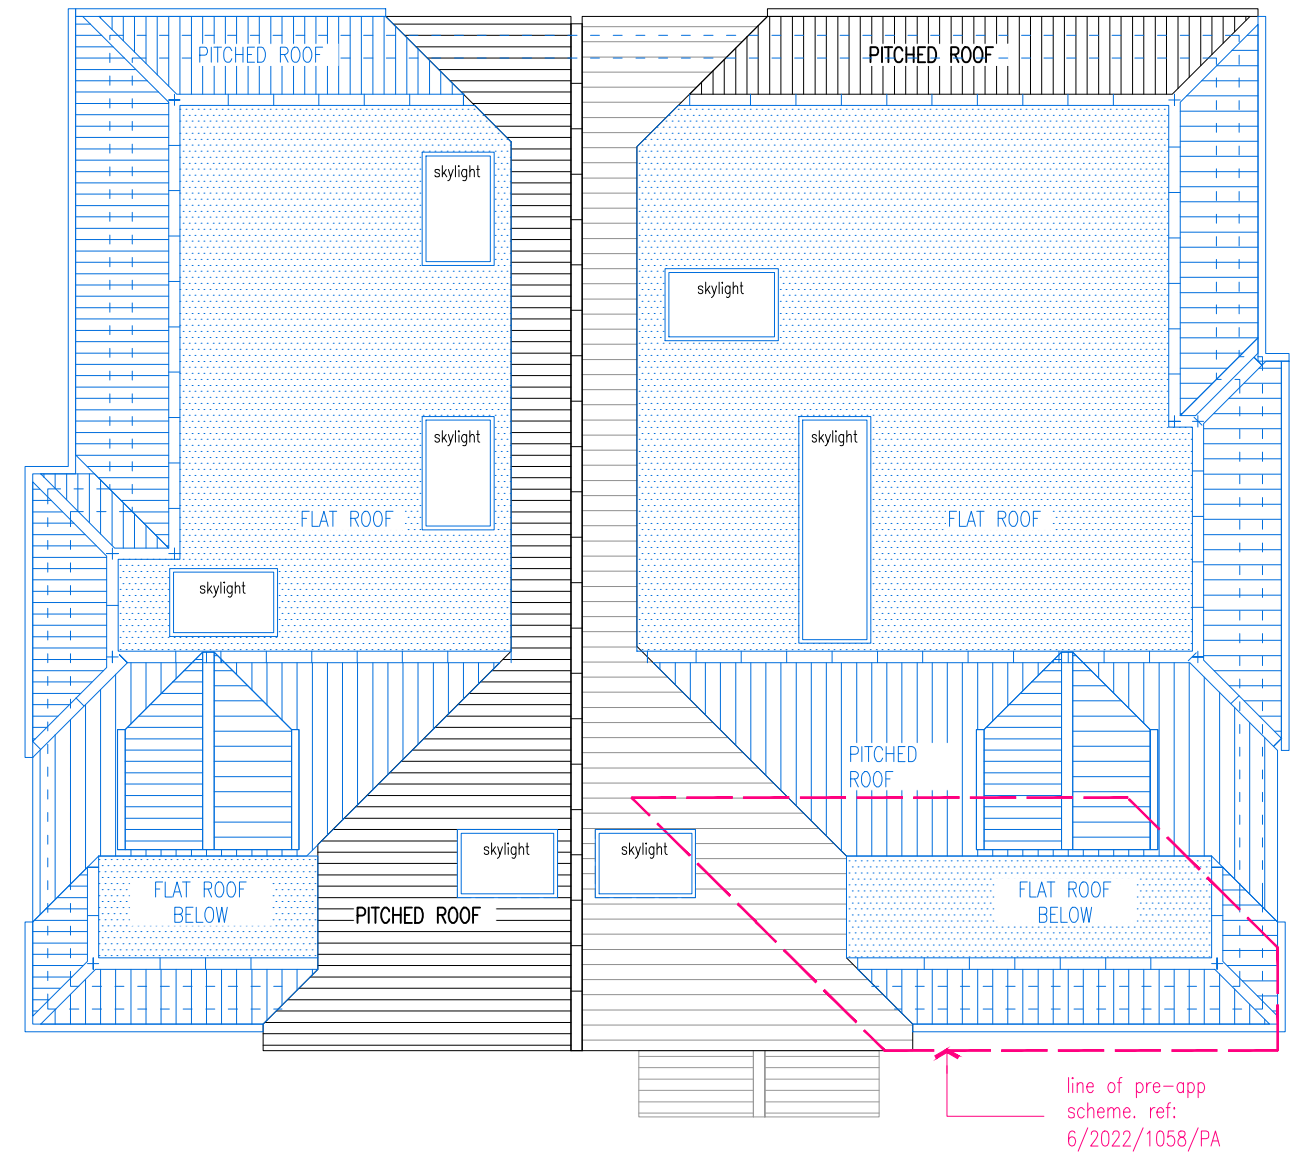 PITCHED ROOF
PITCHED ROOF
skylight
skylight
skylight
skylight
FLAT ROOF
FLAT ROOF
skylight
PITCHED
ROOF
skylight
skylight
FLAT ROOF
BELOW
PITCHED ROOF
FLAT ROOF
BELOW
line of pre-app
scheme. ref:
6/2022/1058/PA